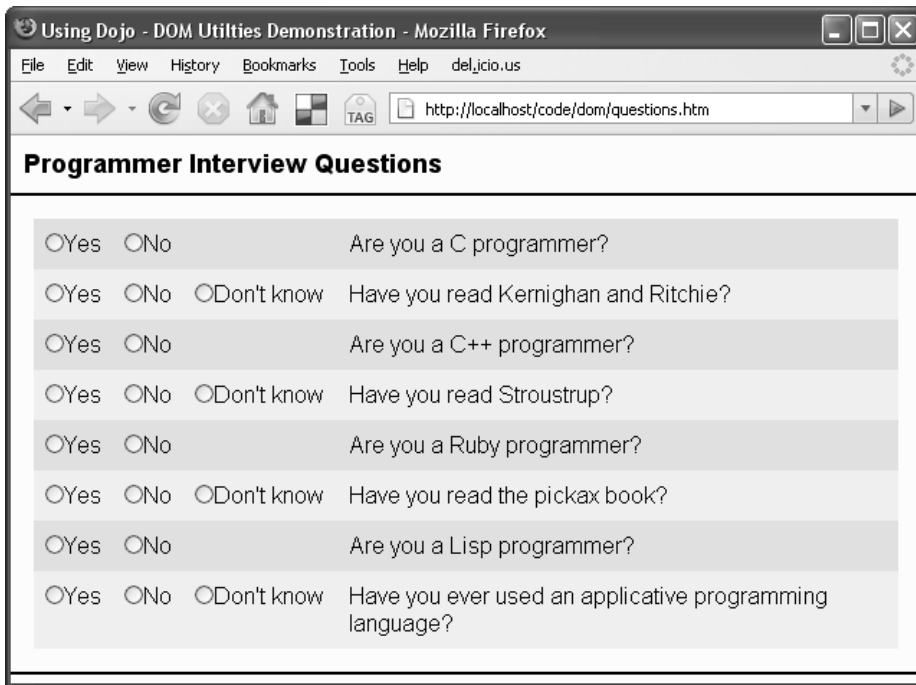 Using Dojo - DOM Utilties Demonstration - Mozilla Firefox
File Edit View History Bookmarks Tools Help del.icio.us
TAG http://localhost/code/dom/questions.htm
Programmer Interview Questions
Yes No Are you a C programmer?
Yes No Don't know Have you read Kernighan and Ritchie?
Yes No Are you a C++ programmer?
Yes No Don't know Have you read Stroustrup?
Yes No Are you a Ruby programmer?
Yes No Don't know Have you read the pickax book?
Yes No Are you a Lisp programmer?
Yes No Don't know Have you ever used an applicative programming
language?